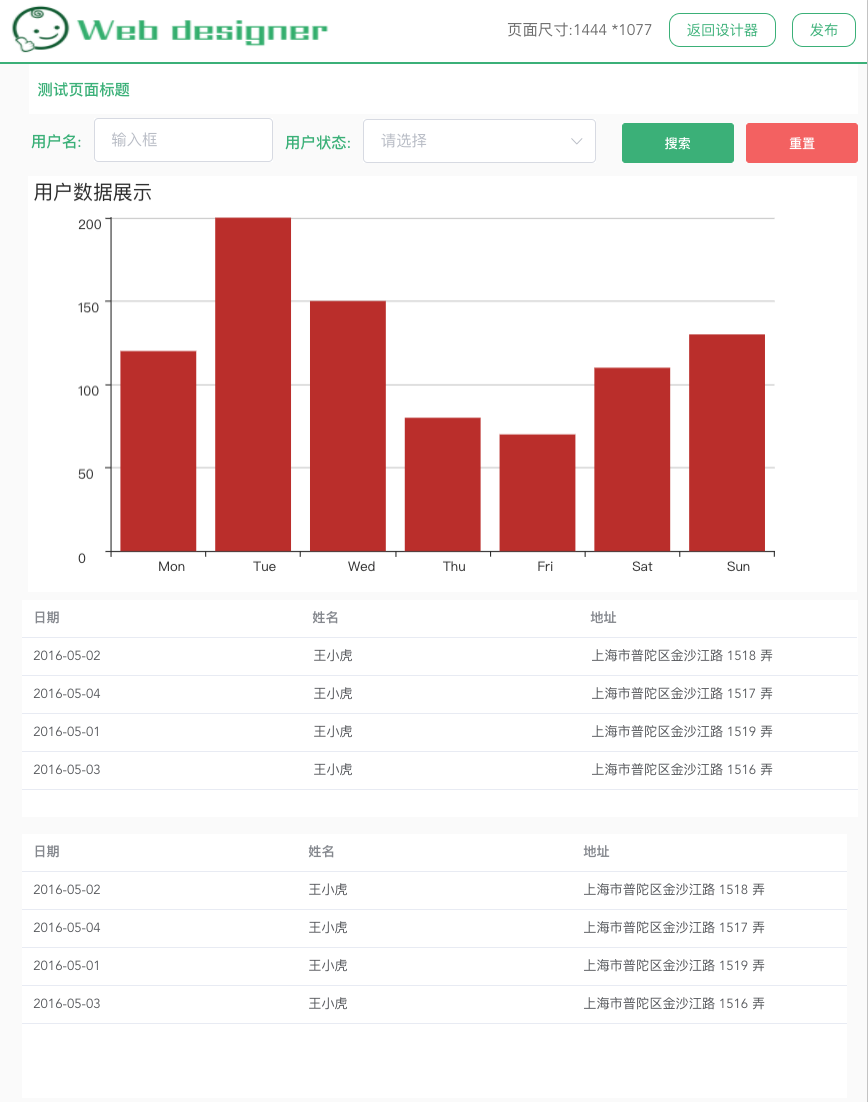 Web designer 页面尺寸:1444 *1077 返回设计器 发布
测试页面标题
用户名: 输入框 用户状态: 请选择 搜索 重置
用户数据展示
200
150
100
50
0
Mon Tue Wed Thu Fri Sat Sun
日期 姓名 地址
2016-05-02 王小虎 上海市普陀区金沙江路 1518 弄
2016-05-04 王小虎 上海市普陀区金沙江路 1517 弄
2016-05-01 王小虎 上海市普陀区金沙江路 1519 弄
2016-05-03 王小虎 上海市普陀区金沙江路 1516 弄
日期 姓名 地址
2016-05-02 王小虎 上海市普陀区金沙江路 1518 弄
2016-05-04 王小虎 上海市普陀区金沙江路 1517 弄
2016-05-01 王小虎 上海市普陀区金沙江路 1519 弄
2016-05-03 王小虎 上海市普陀区金沙江路 1516 弄